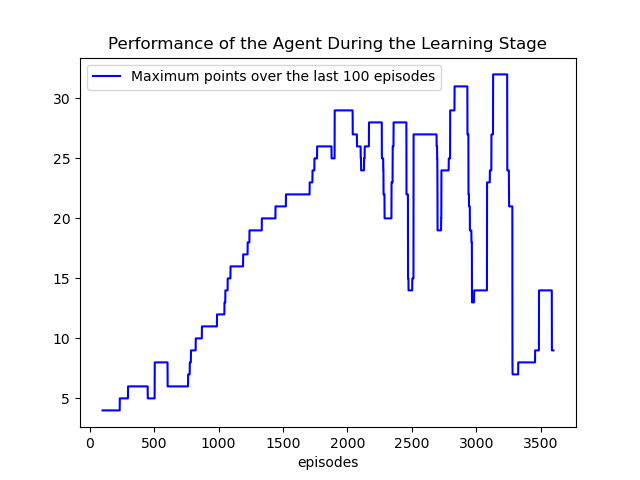 Performance of the Agent During the Learning Stage
Maximum points over the last 100 episodes
30
25
20
15
10
5
0 500 1000 1500 2000 2500 3000 3500
episodes